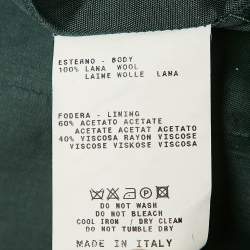 ESTERNO - BODY
100% LANA WOOL
LAINE WOLLE LANA
FODERA - LINING
60% ACETATO ACETATE
ACETATE ACETAT ACETATO
40% VISCOSA RAYON VISCOSE
VISCOSE VISKOSE VISCOSA
DO NOT WASH
DO NOT BLEACH
COOL IRON / DRY CLEAN
DO NOT TUMBLE DRY
MADE IN ITALY